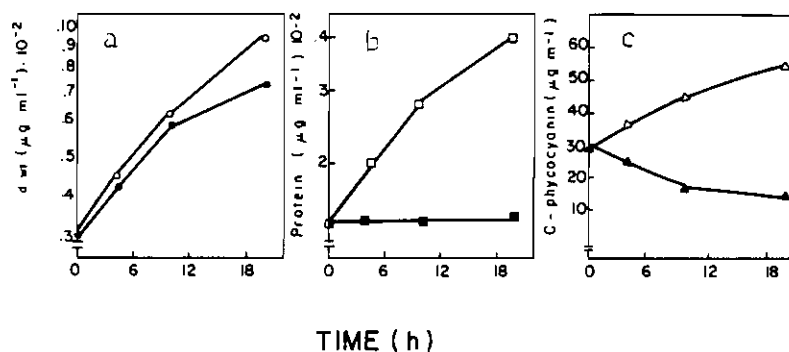 a
d wt (μg ml⁻¹)·10⁻²
.10
.9
.8
.7
.6
.5
.4
.3
0 6 12 18
b
Protein (μg ml⁻¹) 10⁻²
.4
3
2
0 6 12 18
c
C - phycocyanin (μg m⁻¹)
60
50
40
30
20
10
0 6 12 18
TIME (h)